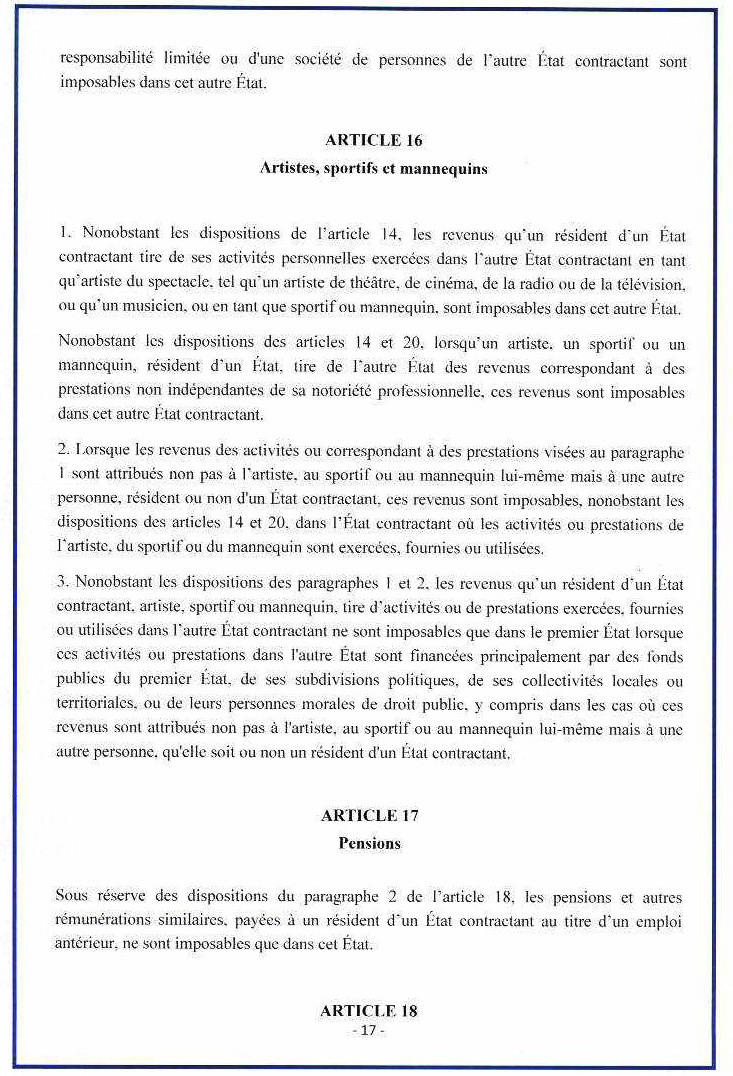 responsabilité limitée ou d'une société de personnes de l'autre État contractant sont
imposables dans cet autre État.
ARTICLE 16
Artistes, sportifs et mannequins
1. Nonobstant les dispositions de l'article 14, les revenus qu'un résident d'un État
contractant tire de ses activités personnelles exercées dans l'autre État contractant en tant
qu'artiste du spectacle, tel qu'un artiste de théâtre, de cinéma, de la radio ou de la télévision,
ou qu'un musicien, ou en tant que sportif ou mannequin, sont imposables dans cet autre État.
Nonobstant les dispositions des articles 14 et 20, lorsqu'un artiste, un sportif ou un
mannequin, résident d'un État, tire de l'autre État des revenus correspondant à des
prestations non indépendantes de sa notoriété professionnelle, ces revenus sont imposables
dans cet autre État contractant.
2. Lorsque les revenus des activités ou correspondant à des prestations visées au paragraphe
1 sont attribués non pas à l'artiste, au sportif ou au mannequin lui-même mais à une autre
personne, résident ou non d'un État contractant, ces revenus sont imposables, nonobstant les
dispositions des articles 14 et 20, dans l'État contractant où les activités ou prestations de
l'artiste, du sportif ou du mannequin sont exercées, fournies ou utilisées.
3. Nonobstant les dispositions des paragraphes 1 et 2, les revenus qu'un résident d'un État
contractant, artiste, sportif ou mannequin, tire d'activités ou de prestations exercées, fournies
ou utilisées dans l'autre État contractant ne sont imposables que dans le premier État lorsque
ces activités ou prestations dans l'autre État sont financées principalement par des fonds
publics du premier État, de ses subdivisions politiques, de ses collectivités locales ou
territoriales, ou de leurs personnes morales de droit public, y compris dans les cas où ces
revenus sont attribués non pas à l'artiste, au sportif ou au mannequin lui-même mais à une
autre personne, qu'elle soit ou non un résident d'un État contractant.
ARTICLE 17
Pensions
Sous réserve des dispositions du paragraphe 2 de l'article 18, les pensions et autres
rémunérations similaires, payées à un résident d'un État contractant au titre d'un emploi
antérieur, ne sont imposables que dans cet État.
ARTICLE 18
- 17 -